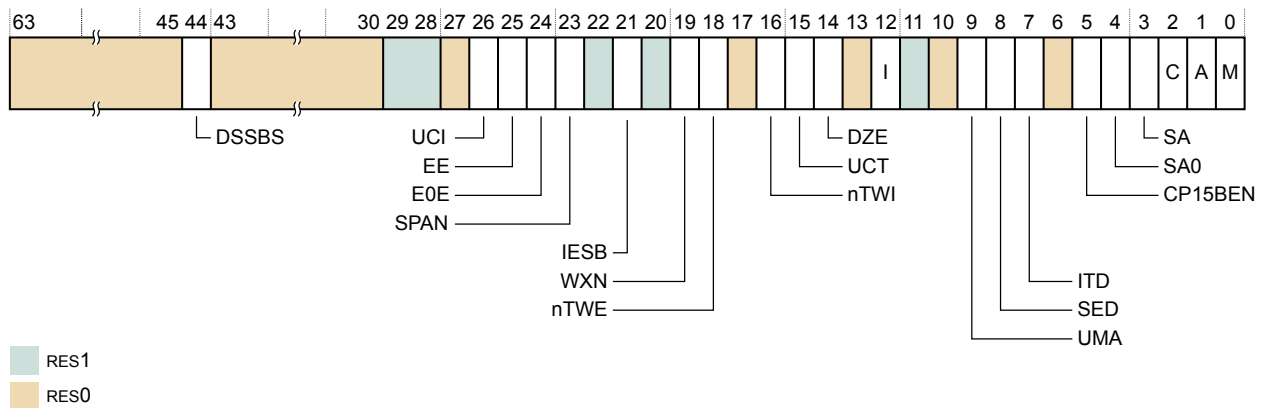 63 45 44 43 30 29 28 27 26 25 24 23 22 21 20 19 18 17 16 15 14 13 12 11 10 9 8 7 6 5 4 3 2 1 0
I C A M
DSSBS UCI DZE SA
EE UCT SA0
E0E nTWI CP15BEN
SPAN
IESB
WXN ITD
nTWE SED
UMA
RES1
RES0